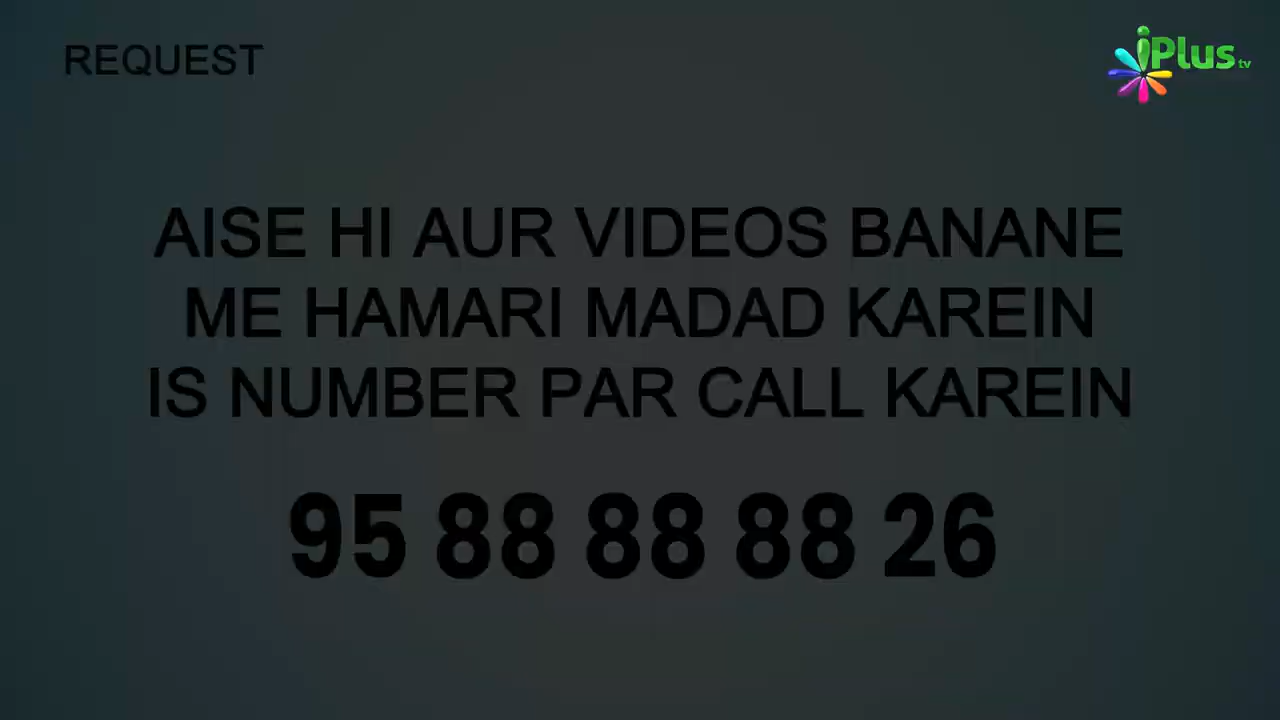 REQUEST
iPlus tv
AISE HI AUR VIDEOS BANANE
ME HAMARI MADAD KAREIN
IS NUMBER PAR CALL KAREIN
95 88 88 88 26